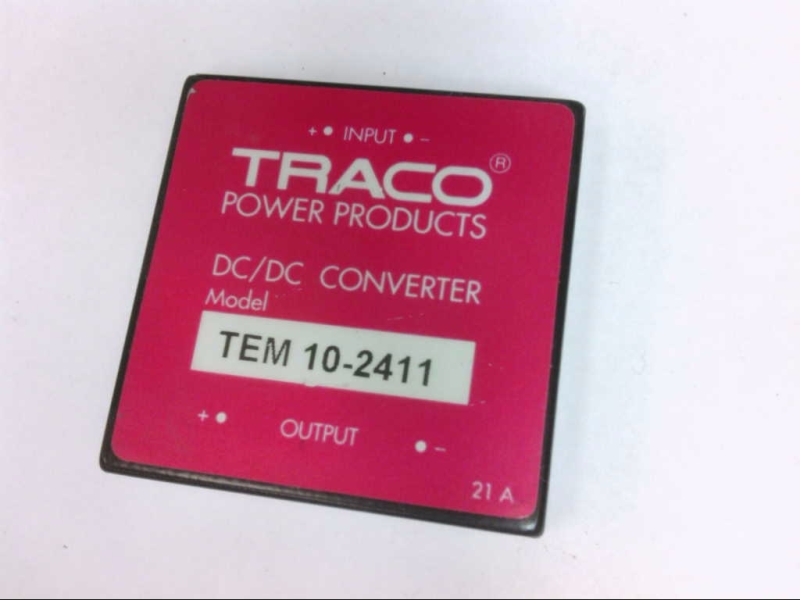 + INPUT -
TRACO ®
POWER PRODUCTS
DC/DC CONVERTER
Model
TEM 10-2411
+ OUTPUT -
21 A